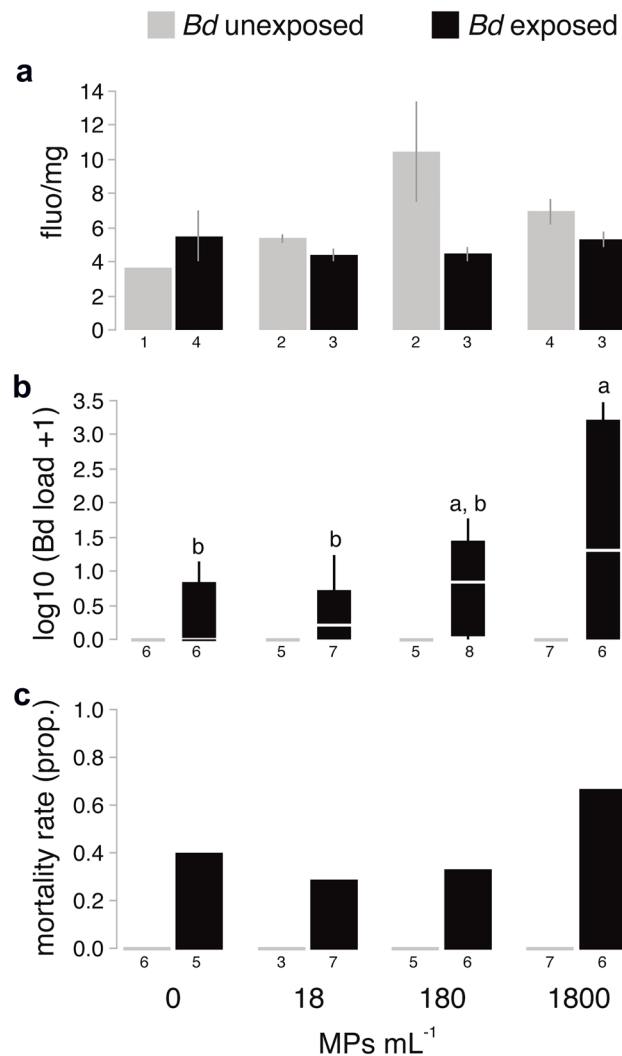 Bd unexposed Bd exposed
a
fluo/mg
14
12
10
8
6
4
2
0
1 4 2 3 2 3 4 3
b
log10 (Bd load +1)
3.5
3.0
2.5
2.0
1.5
1.0
0.5
0.0
b b a, b a
6 6 5 7 5 8 7 6
c
mortality rate (prop.)
1.0
0.8
0.6
0.4
0.2
0.0
6 5 3 7 5 6 7 6
0 18 180 1800
MPs mL⁻¹